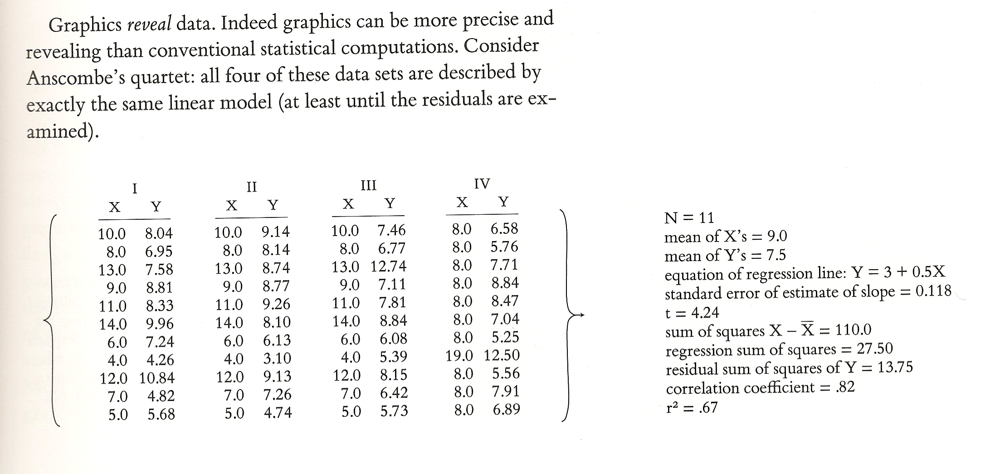 Graphics reveal data. Indeed graphics can be more precise and
revealing than conventional statistical computations. Consider
Anscombe's quartet: all four of these data sets are described by
exactly the same linear model (at least until the residuals are ex-
amined).
I II III IV
X Y X Y X Y X Y
10.0 8.04 10.0 9.14 10.0 7.46 8.0 6.58
8.0 6.95 8.0 8.14 8.0 6.77 8.0 5.76
13.0 7.58 13.0 8.74 13.0 12.74 8.0 7.71
9.0 8.81 9.0 8.77 9.0 7.11 8.0 8.84
11.0 8.33 11.0 9.26 11.0 7.81 8.0 8.47
14.0 9.96 14.0 8.10 14.0 8.84 8.0 7.04
6.0 7.24 6.0 6.13 6.0 6.08 8.0 5.25
4.0 4.26 4.0 3.10 4.0 5.39 19.0 12.50
12.0 10.84 12.0 9.13 12.0 8.15 8.0 5.56
7.0 4.82 7.0 7.26 7.0 6.42 8.0 7.91
5.0 5.68 5.0 4.74 5.0 5.73 8.0 6.89
N = 11
mean of X's = 9.0
mean of Y's = 7.5
equation of regression line: Y = 3 + 0.5X
standard error of estimate of slope = 0.118
t = 4.24
sum of squares X − X̅ = 110.0
regression sum of squares = 27.50
residual sum of squares of Y = 13.75
correlation coefficient = .82
r² = .67